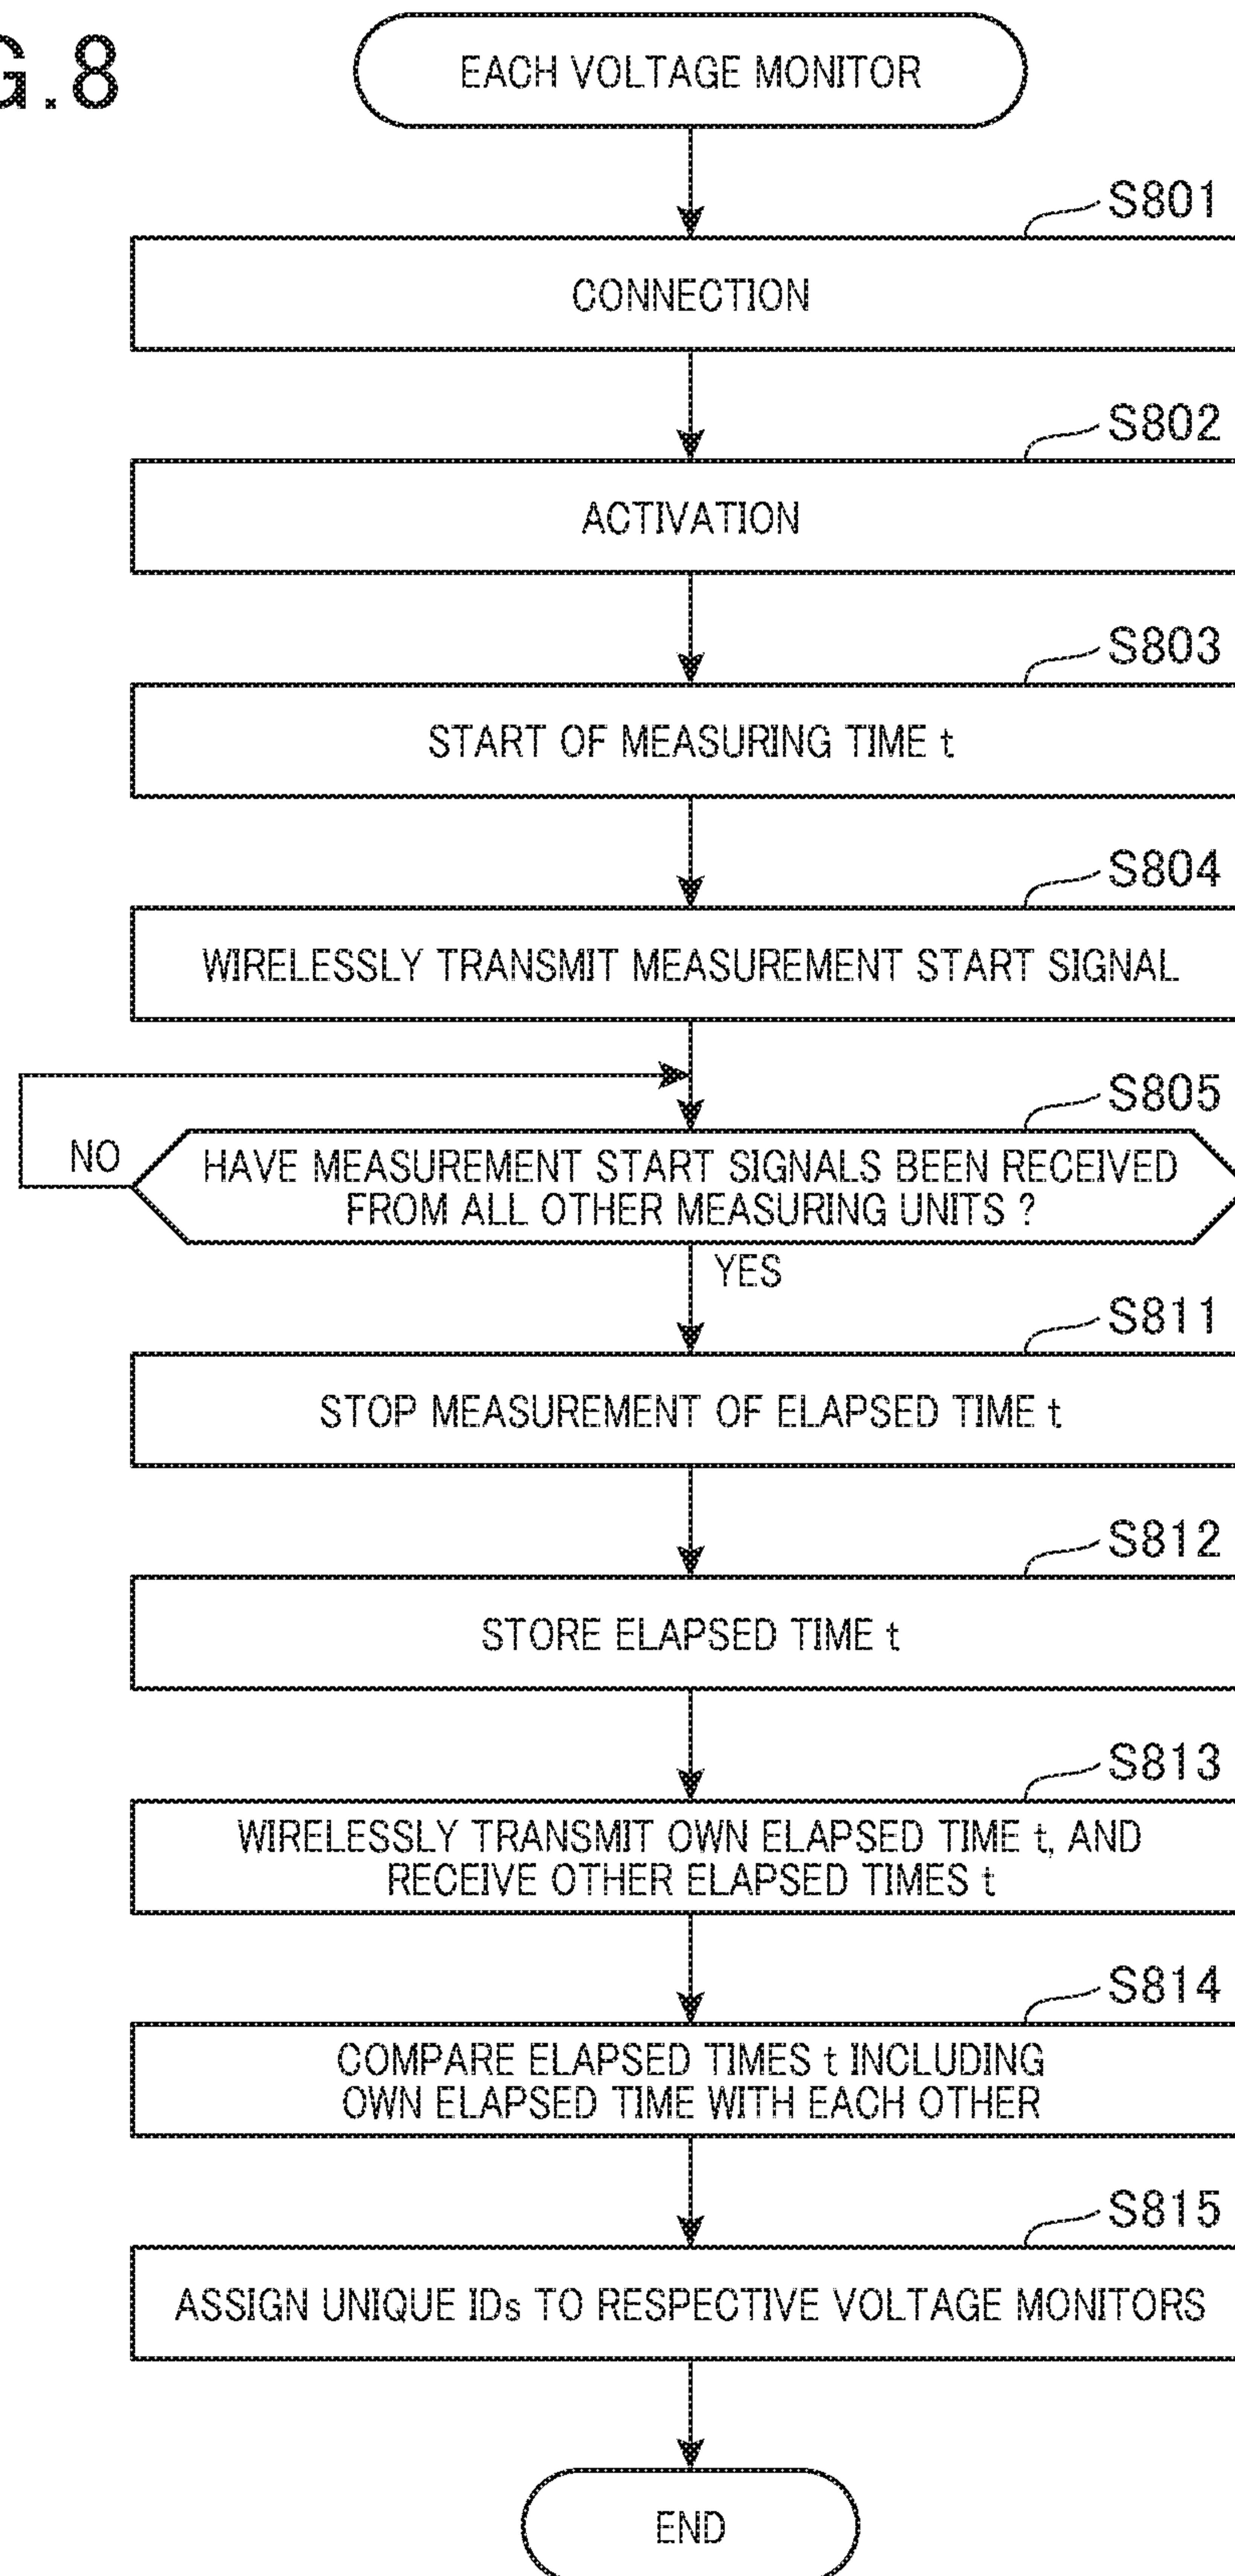 G.8
EACH VOLTAGE MONITOR
S801
CONNECTION
S802
ACTIVATION
S803
START OF MEASURING TIME t
S804
WIRELESSLY TRANSMIT MEASUREMENT START SIGNAL
S805
NO
HAVE MEASUREMENT START SIGNALS BEEN RECEIVED
FROM ALL OTHER MEASURING UNITS ?
YES
S811
STOP MEASUREMENT OF ELAPSED TIME t
S812
STORE ELAPSED TIME t
S813
WIRELESSLY TRANSMIT OWN ELAPSED TIME t, AND
RECEIVE OTHER ELAPSED TIMES t
S814
COMPARE ELAPSED TIMES t INCLUDING
OWN ELAPSED TIME WITH EACH OTHER
S815
ASSIGN UNIQUE IDs TO RESPECTIVE VOLTAGE MONITORS
END